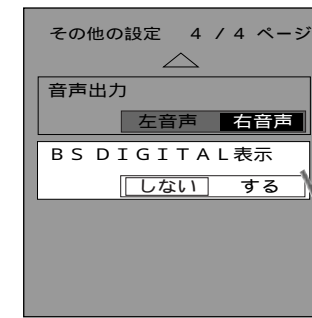 その他の設定　４／４ ページ
音声出力
左音声　右音声
ＢＳ ＤＩＧＩＴＡＬ表示
しない　する